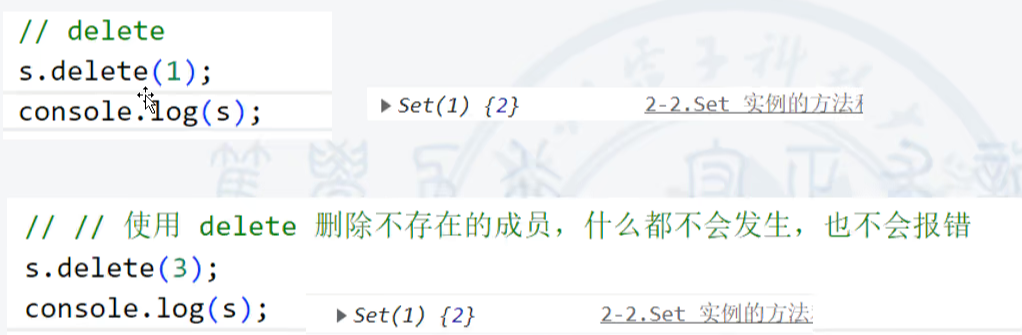 // delete
s.delete(1);
console.log(s);
▶ Set(1) {2} 2-2.Set 实例的方法
// // 使用 delete 删除不存在的成员，什么都不会发生，也不会报错
s.delete(3);
console.log(s);
▶ Set(1) {2} 2-2.Set 实例的方法